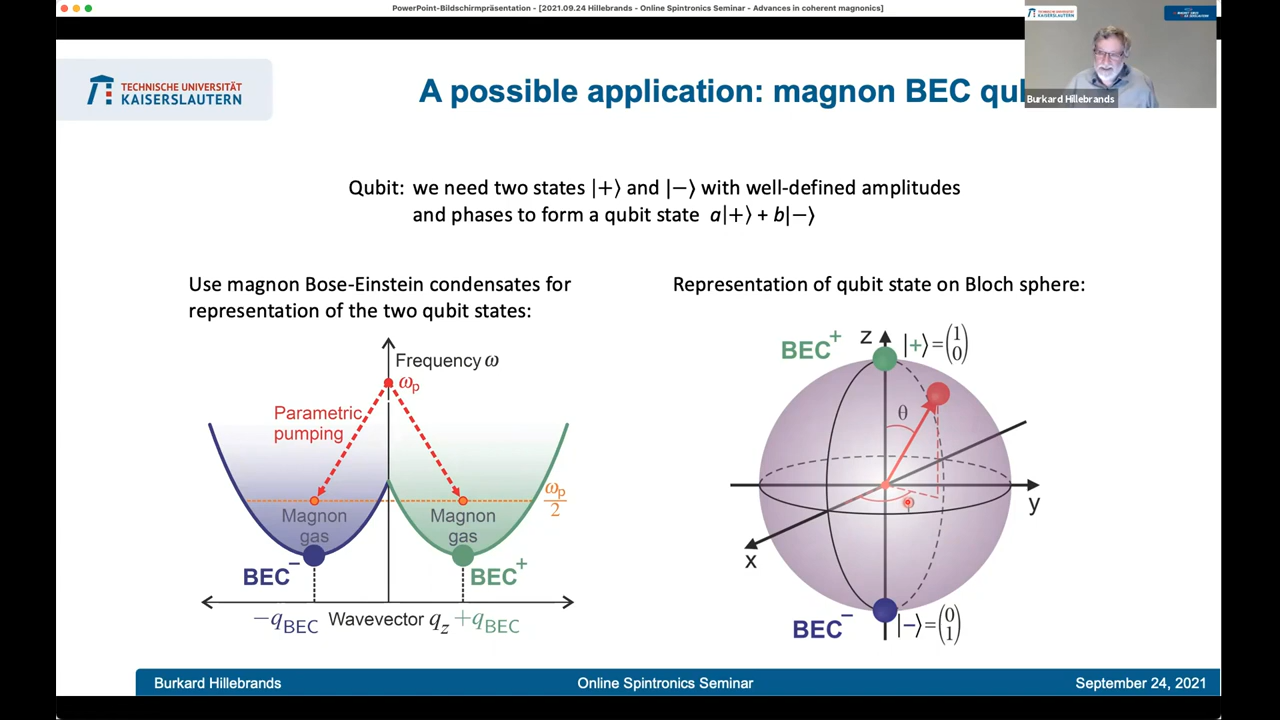 PowerPoint-Bildschirmpräsentation - [2021.09.24 Hillebrands - Online Spintronics Seminar - Advances in coherent magnonics]
TECHNISCHE UNIVERSITÄT
KAISERSLAUTERN
A possible application: magnon BEC qu
Burkard Hillebrands
Qubit: we need two states |+⟩ and |−⟩ with well-defined amplitudes
and phases to form a qubit state a|+⟩ + b|−⟩
Use magnon Bose-Einstein condensates for
representation of the two qubit states:
Frequency ω
ωp
Parametric
pumping
ωp
2
Magnon
gas
Magnon
gas
BEC−
BEC+
−qBEC
Wavevector qz
+qBEC
Representation of qubit state on Bloch sphere:
BEC+
z
|+⟩=(1
0)
θ
φ
y
x
BEC−
|−⟩=(0
1)
Burkard Hillebrands
Online Spintronics Seminar
September 24, 2021